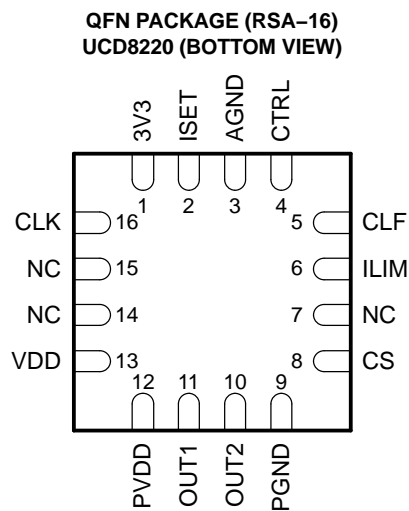 QFN PACKAGE (RSA–16)
UCD8220 (BOTTOM VIEW)
3V3 ISET AGND CTRL
1 2 3 4
CLK 16 5 CLF
NC 15 6 ILIM
NC 14 7 NC
VDD 13 8 CS
12 11 10 9
PVDD OUT1 OUT2 PGND